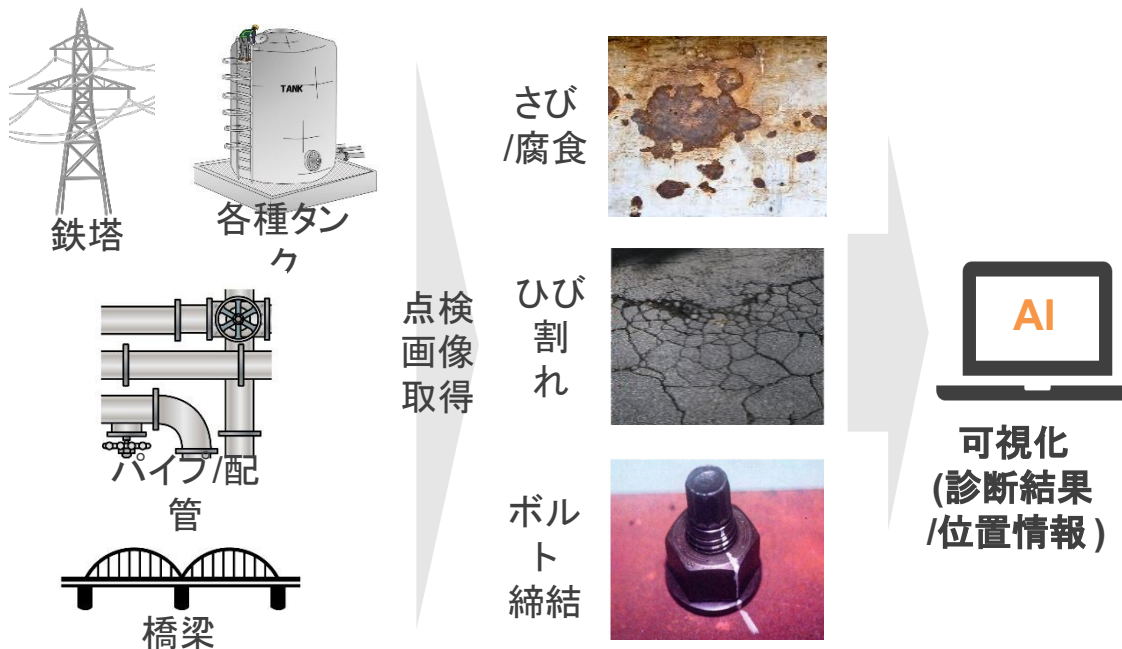 鉄塔
TANK
各種タン
ク
パイプ/配
管
橋梁
点検
画像
取得
さび
/腐食
ひび
割
れ
ボル
ト
締結
AI
可視化
(診断結果
/位置情報)